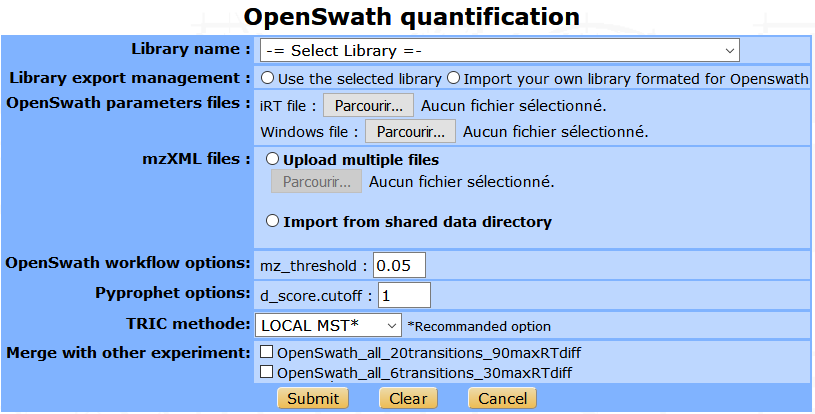 OpenSwath quantification
Library name : -= Select Library =-
Library export management : Use the selected library Import your own library formated for Openswath
OpenSwath parameters files : iRT file : Parcourir... Aucun fichier sélectionné.
Windows file : Parcourir... Aucun fichier sélectionné.
mzXML files : Upload multiple files
Parcourir... Aucun fichier sélectionné.
Import from shared data directory
OpenSwath workflow options: mz_threshold : 0.05
Pyprophet options: d_score.cutoff : 1
TRIC methode: LOCAL MST* *Recommanded option
Merge with other experiment: OpenSwath_all_20transitions_90maxRTdiff
OpenSwath_all_6transitions_30maxRTdiff
Submit Clear Cancel